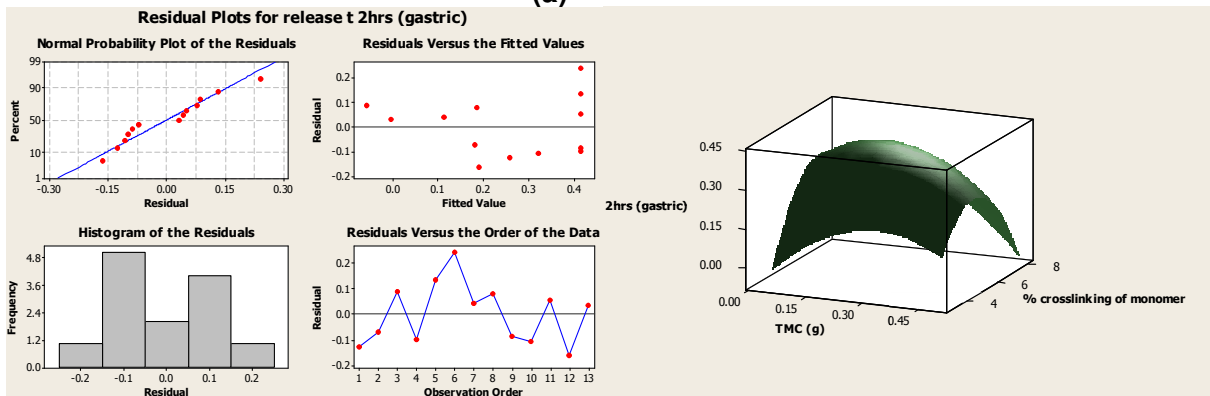 (a)
Residual Plots for release t 2hrs (gastric)
Normal Probability Plot of the Residuals
99
90
50
10
1
Percent
-0.30 -0.15 0.00 0.15 0.30
Residual
Residuals Versus the Fitted Values
0.2
0.1
0.0
-0.1
-0.2
Residual
0.0 0.1 0.2 0.3 0.4
Fitted Value
Histogram of the Residuals
4.8
3.6
2.4
1.2
0.0
Frequency
-0.2 -0.1 0.0 0.1 0.2
Residual
Residuals Versus the Order of the Data
0.2
0.1
0.0
-0.1
-0.2
Residual
1 2 3 4 5 6 7 8 9 10 11 12 13
Observation Order
0.45
0.30
0.15
0.00
2hrs (gastric)
0.00 0.15 0.30 0.45
TMC (g)
4 6 8
% crosslinking of monomer